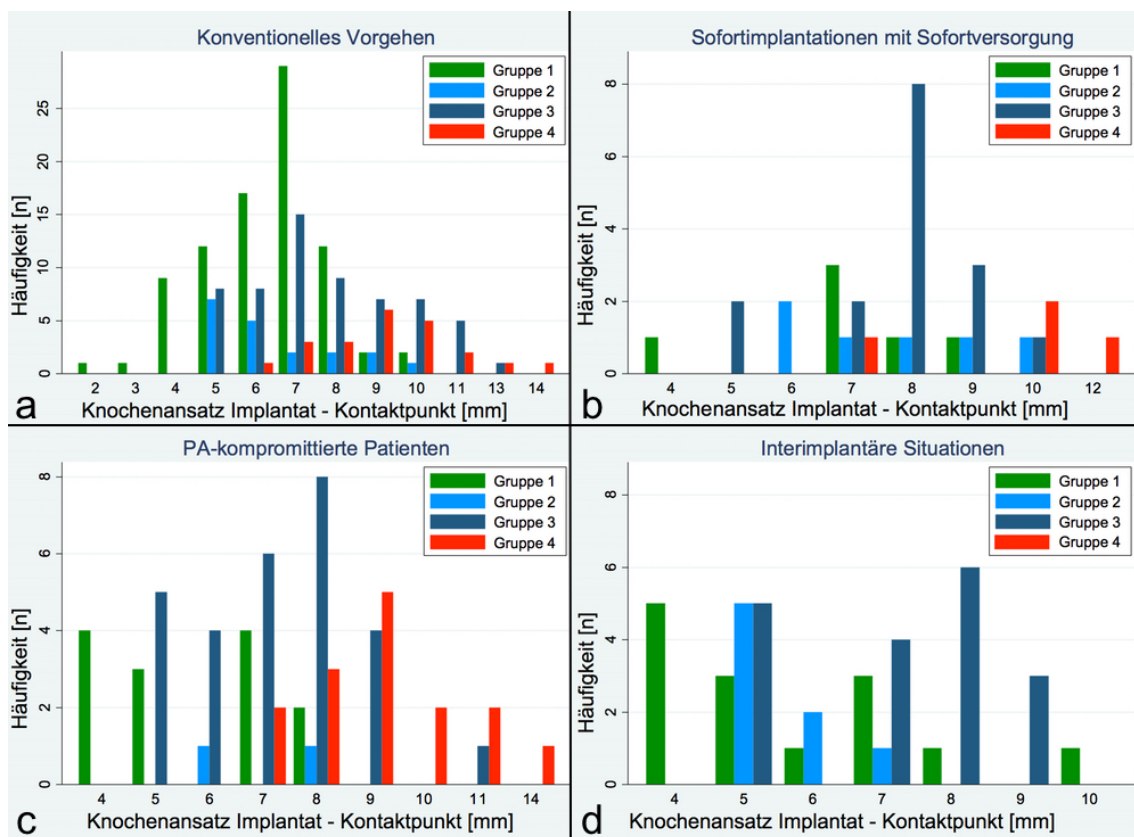 Konventionelles Vorgehen
Gruppe 1
Gruppe 2
Gruppe 3
Gruppe 4
Häufigkeit [n]
25
20
15
10
5
0
2 3 4 5 6 7 8 9 10 11 13 14
a Knochenansatz Implantat - Kontaktpunkt [mm]
Sofortimplantationen mit Sofortversorgung
Gruppe 1
Gruppe 2
Gruppe 3
Gruppe 4
Häufigkeit [n]
8
6
4
2
0
4 5 6 7 8 9 10 12
b Knochenansatz Implantat - Kontaktpunkt [mm]
PA-kompromittierte Patienten
Gruppe 1
Gruppe 2
Gruppe 3
Gruppe 4
Häufigkeit [n]
8
6
4
2
0
4 5 6 7 8 9 10 11 14
c Knochenansatz Implantat - Kontaktpunkt [mm]
Interimplantäre Situationen
Gruppe 1
Gruppe 2
Gruppe 3
Gruppe 4
Häufigkeit [n]
8
6
4
2
0
4 5 6 7 8 9 10
d Knochenansatz Implantat - Kontaktpunkt [mm]